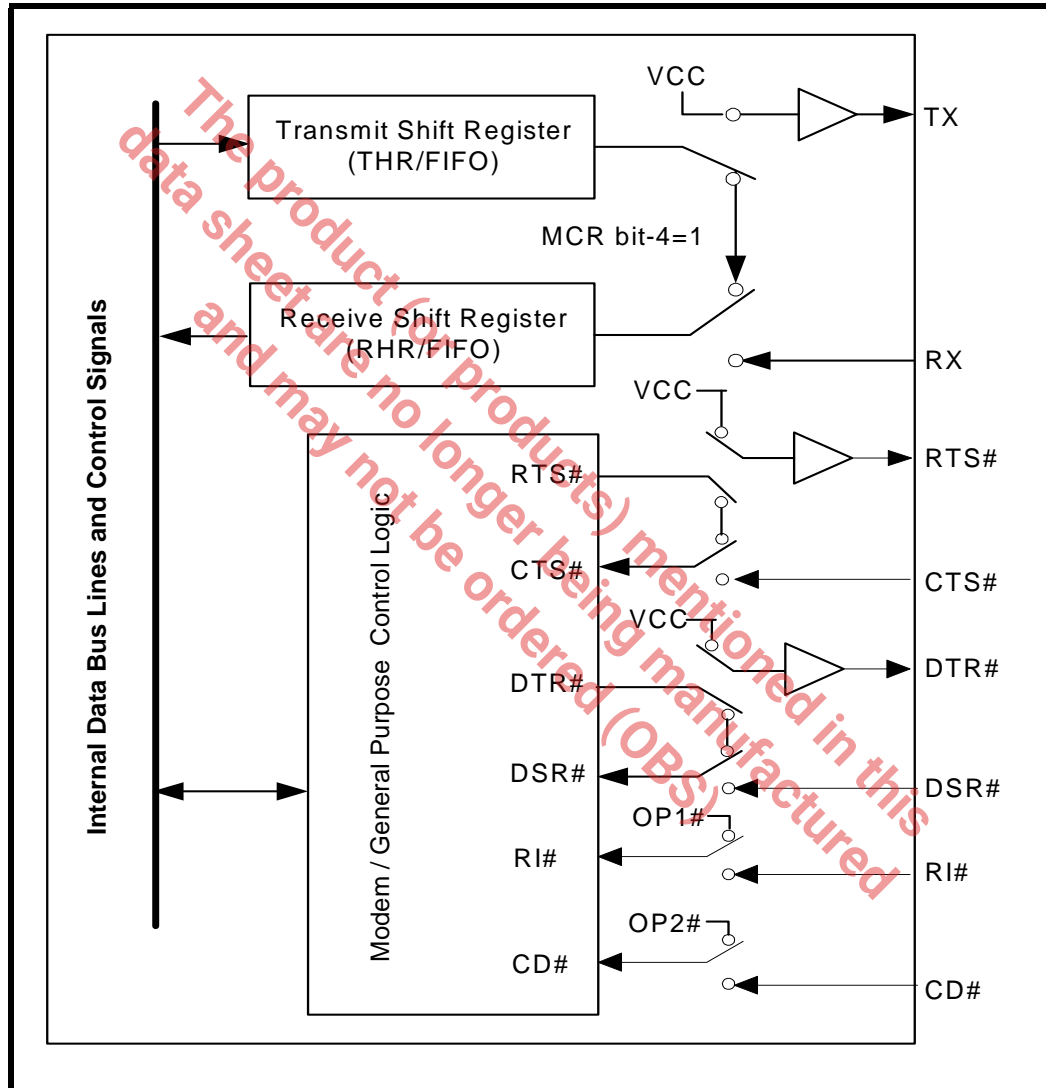 VCC
TX
Transmit Shift Register
(THR/FIFO)
MCR bit-4=1
Receive Shift Register
(RHR/FIFO)
RX
VCC
RTS#
RTS#
CTS#
CTS#
VCC
DTR#
DTR#
DSR#
DSR#
OP1#
RI#
RI#
OP2#
CD#
CD#
Internal Data Bus Lines and Control Signals
Modem / General Purpose Control Logic
The product (or products) mentioned in this
data sheet are no longer being manufactured
and may not be ordered (OBS)